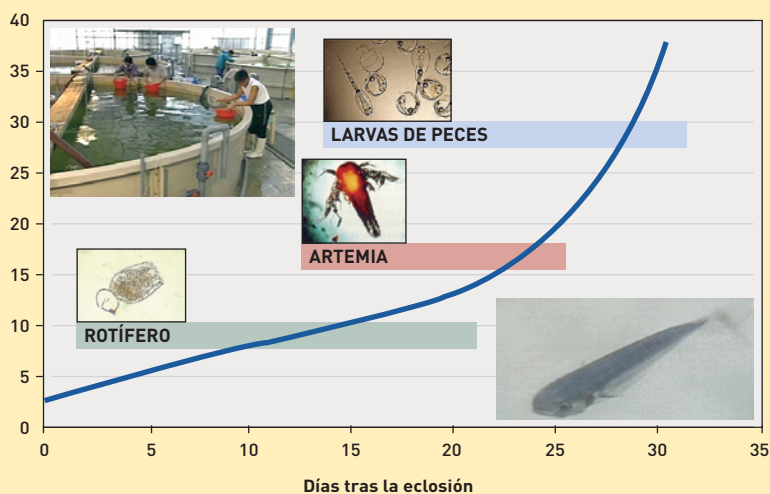 40
35
30
25
20
15
10
5
0
LARVAS DE PECES
ARTEMIA
ROTÍFERO
0 5 10 15 20 25 30 35
Días tras la eclosión